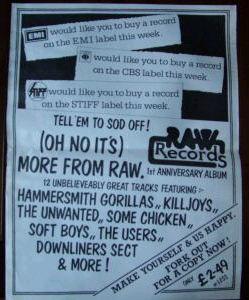 EMI would like you to buy a record
on the EMI label this week.
would like you to buy a record
on the CBS label this week.
STIFF would like you to buy a record
on the STIFF label this week.
TELL 'EM TO SOD OFF!
(OH NO IT'S)
MORE FROM RAW,
1st ANNIVERSARY ALBUM
RAW
Records
12 UNBELIEVEABLY GREAT TRACKS FEATURING:-
HAMMERSMITH GORILLAS,, KILLJOYS,,
THE UNWANTED,, SOME CHICKEN,,
SOFT BOYS,, THE USERS,,
DOWNLINERS SECT
& MORE!
MAKE YOURSELF & US HAPPY.
FORK OUT
FOR A COPY NOW!
ONLY £2.49